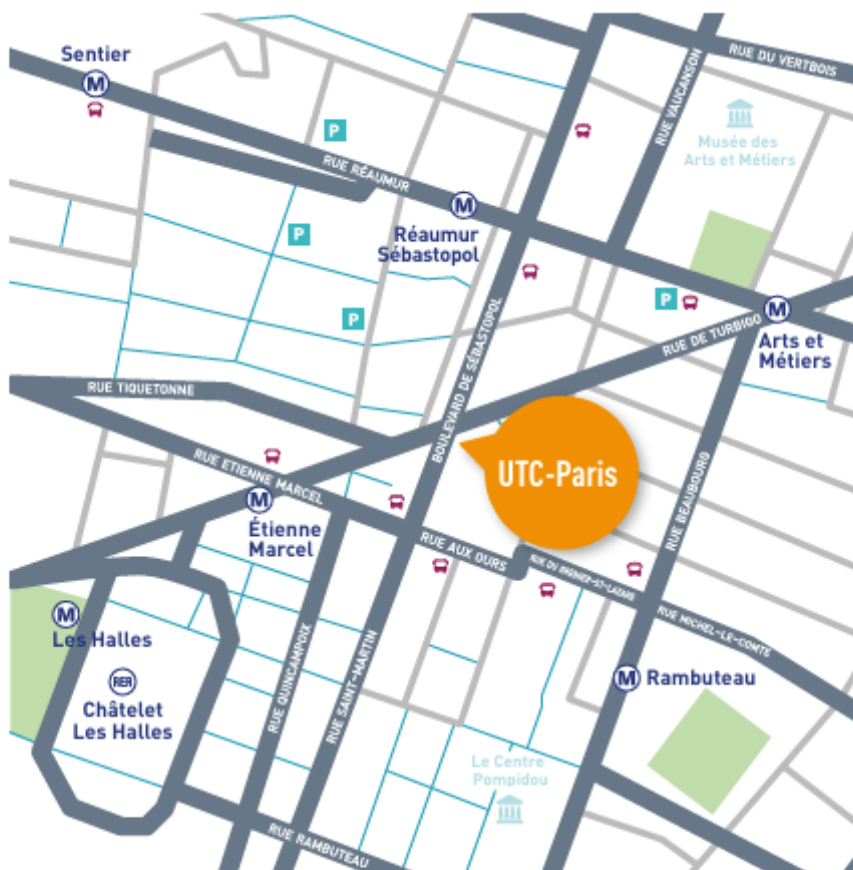 Sentier
M
RUE DU VERTBOIS
RUE VAUCANSON
Musée des
Arts et Métiers
P
RUE RÉAUMUR
M
Réaumur
Sébastopol
P
P
P
M
Arts et
Métiers
RUE DE TURBIGO
BOULEVARD DE SÉBASTOPOL
RUE TIQUETONNE
RUE ETIENNE MARCEL
M
Étienne
Marcel
UTC-Paris
RUE BEAUBOURG
RUE AUX OURS
RUE DU GRENIER-ST-LAZARE
RUE MICHEL-LE-COMTE
M
Les Halles
RER
Châtelet
Les Halles
RUE QUINCAMPOIX
RUE SAINT-MARTIN
M Rambuteau
Le Centre
Pompidou
RUE RAMBUTEAU